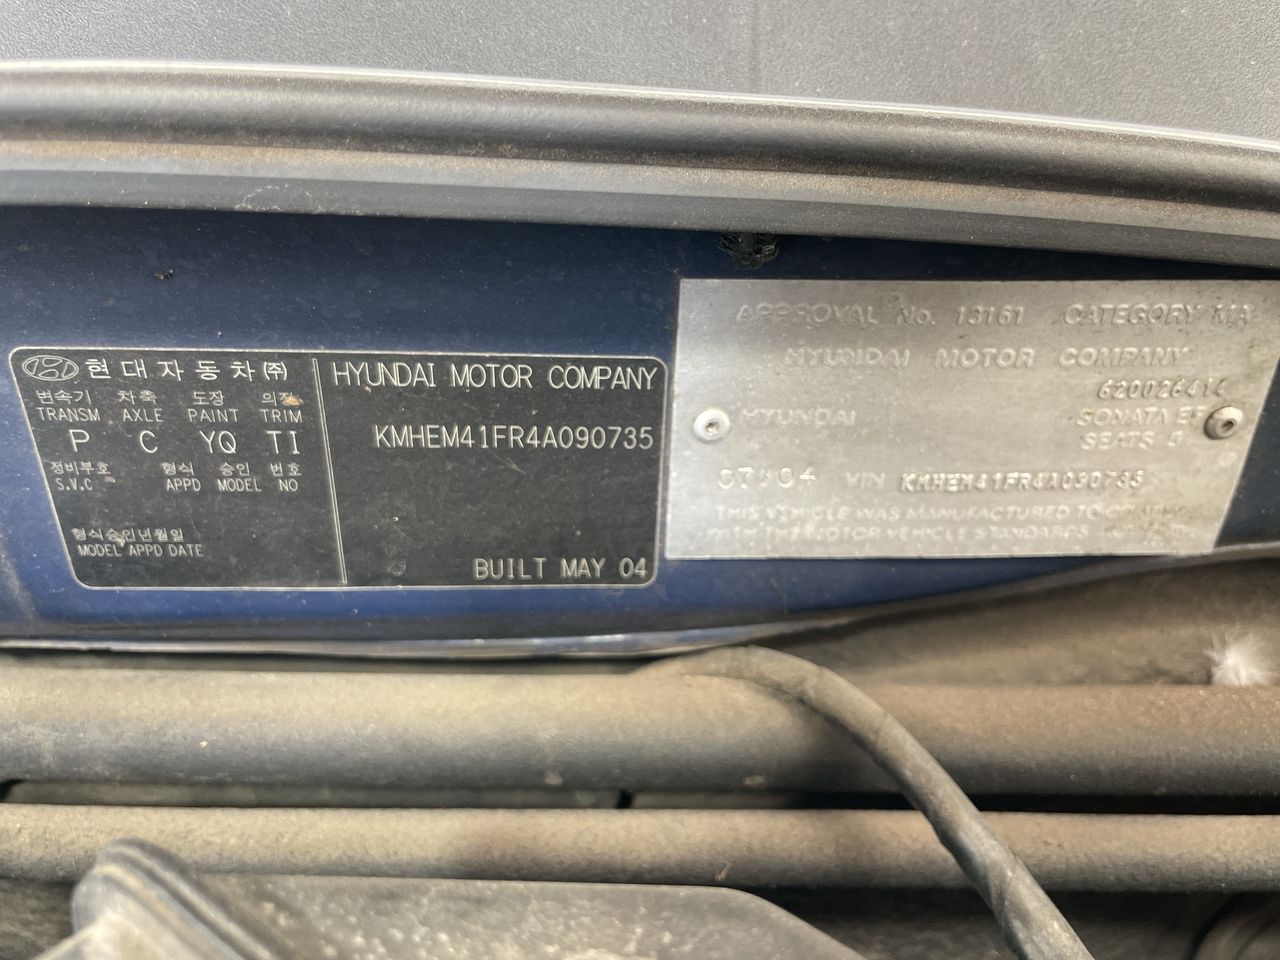 현대자동차㈜
변속기 차축 도장 의장
TRANSM AXLE PAINT TRIM
P C YQ TI
정비부호 형식 승인 번호
S.V.C APPD MODEL NO
형식승인년월일
MODEL APPD DATE
HYUNDAI MOTOR COMPANY
KMHEM41FR4A090735
BUILT MAY 04
APPROVAL No. 13161 CATEGORY MA
HYUNDAI MOTOR COMPANY
620026414
HYUNDAI SONATA EF
SEATS 5
07/04 VIN KMHEM41FR4A090735
THIS VEHICLE WAS MANUFACTURED TO
WITH THE MOTOR VEHICLE STANDARDS